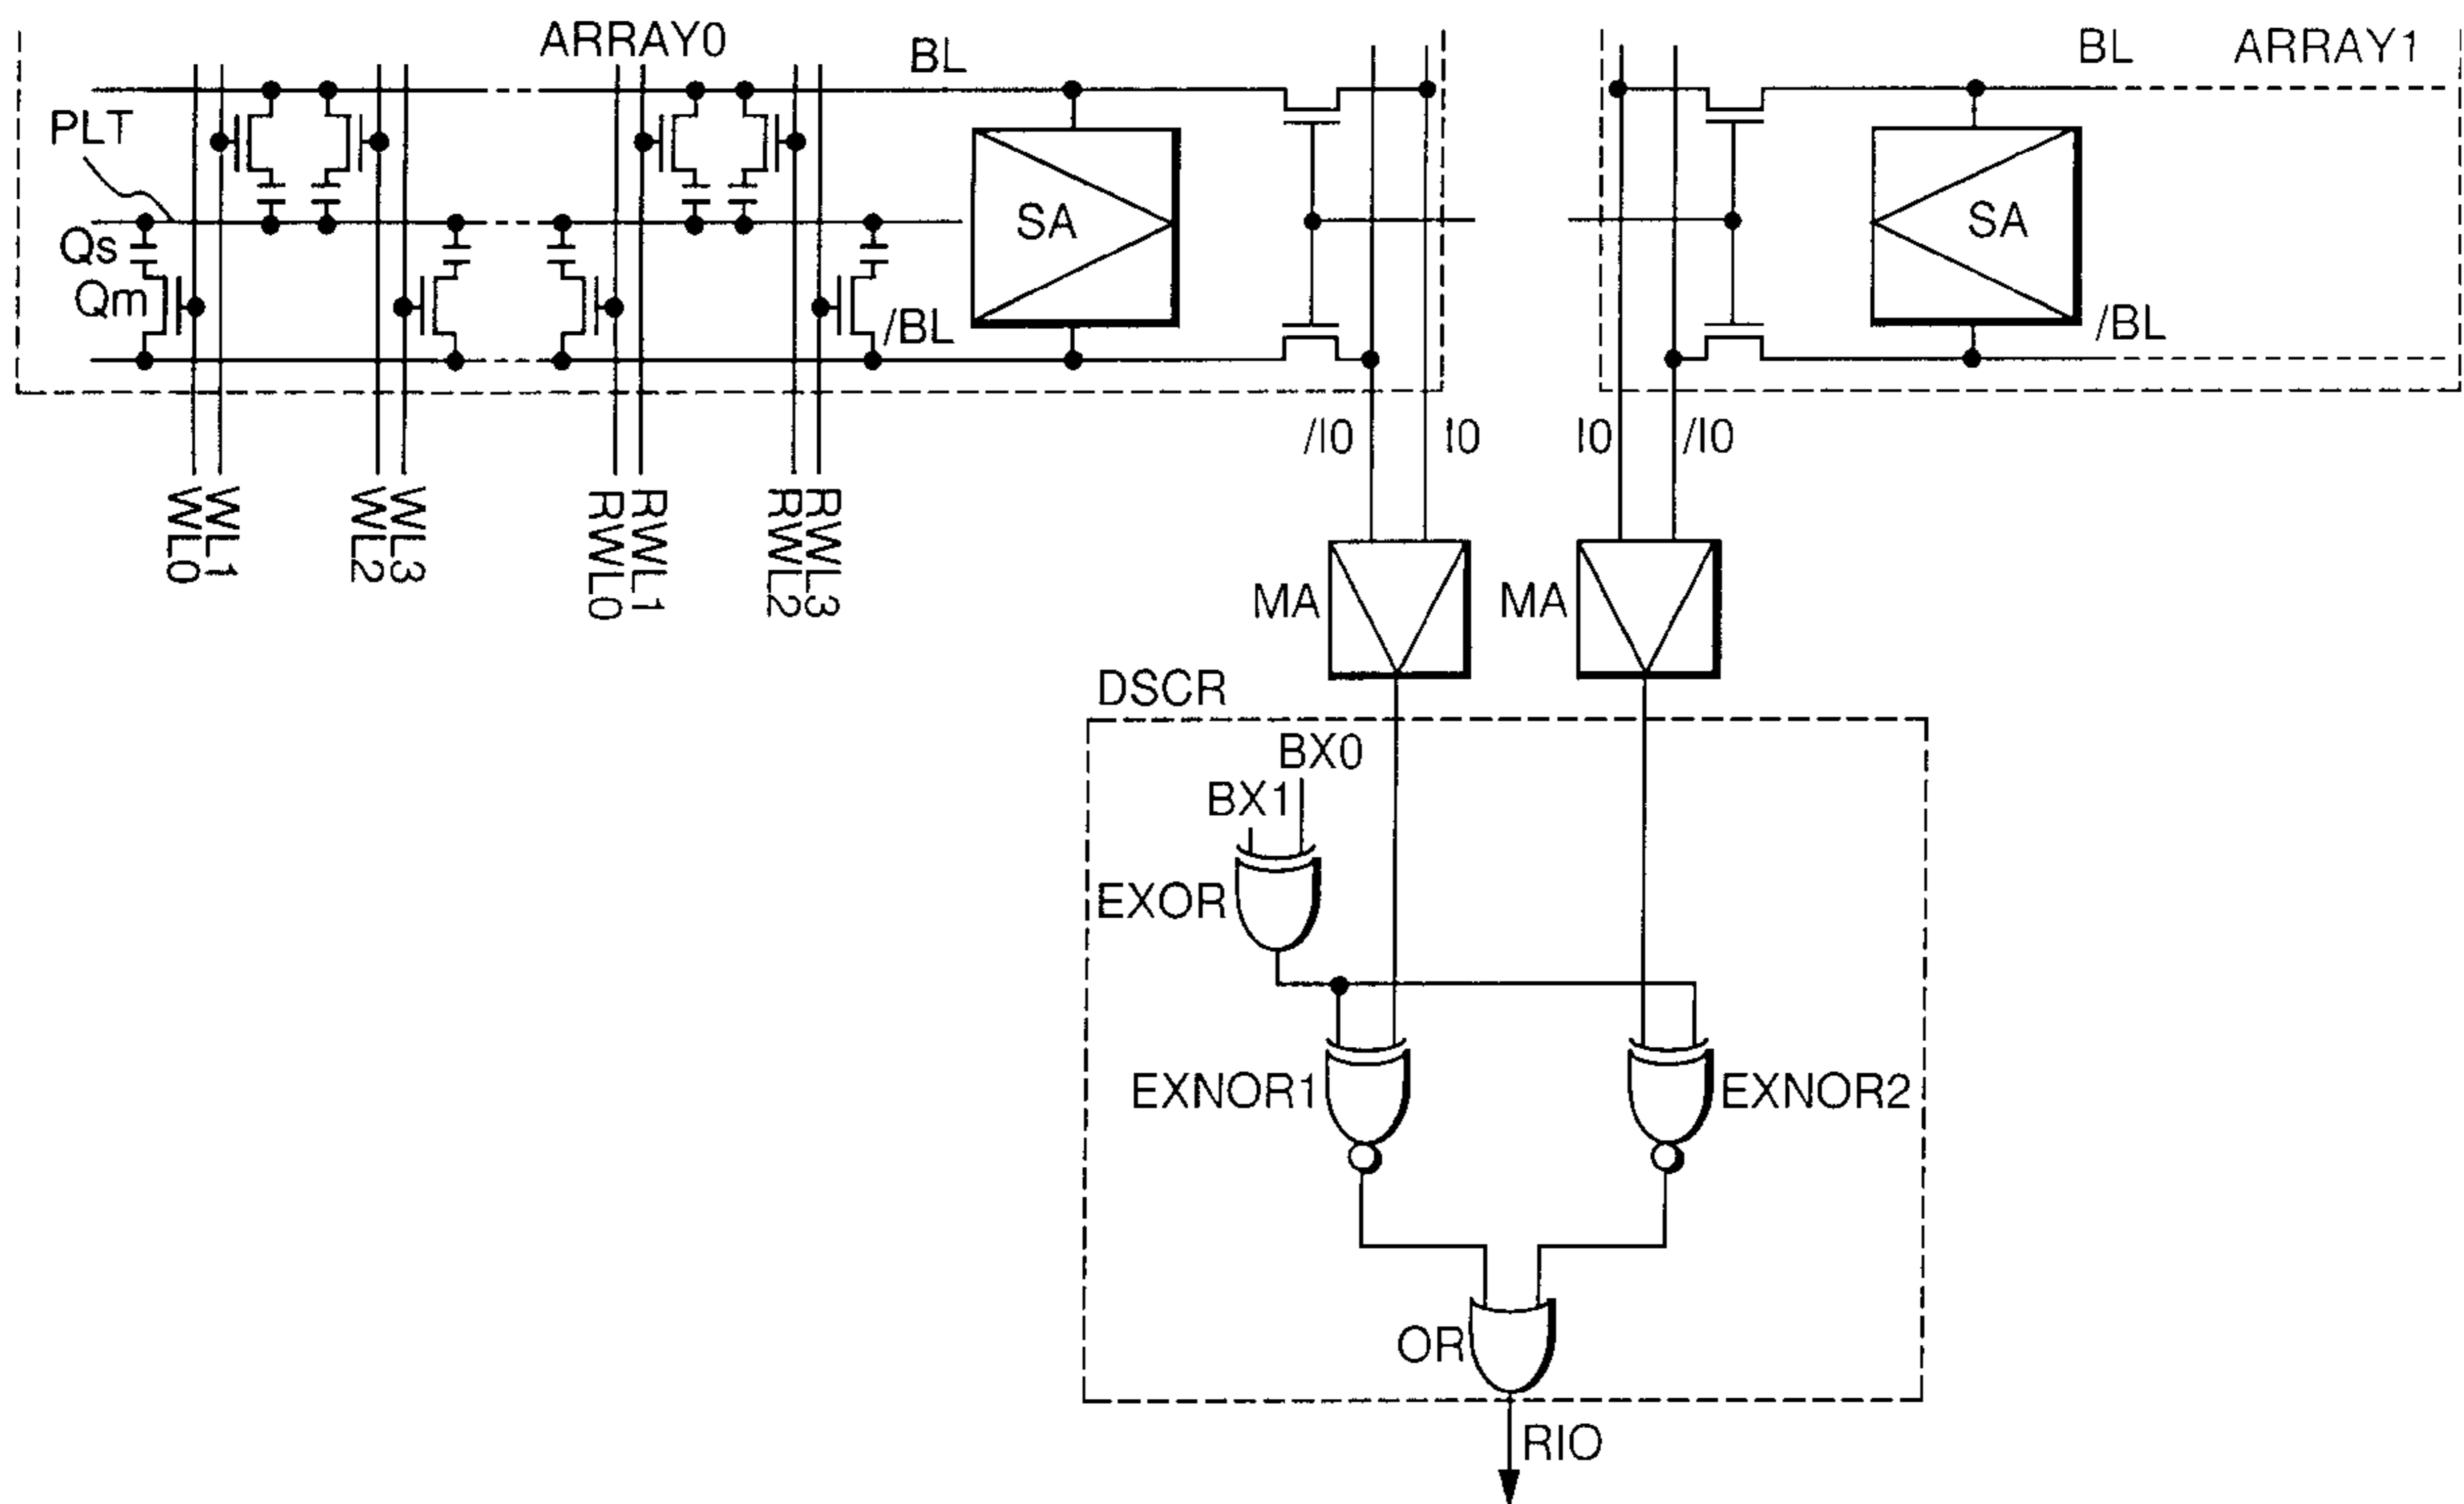 ARRAY0
BL
BL
ARRAY1
PLT
SA
SA
Qs
Qm
/BL
/BL
/IO
IO
IO
/IO
WL0
WL1
WL2
WL3
RWL0
RWL1
RWL2
RWL3
MA
MA
DSCR
BX0
BX1
EXOR
EXNOR1
EXNOR2
OR
RIO